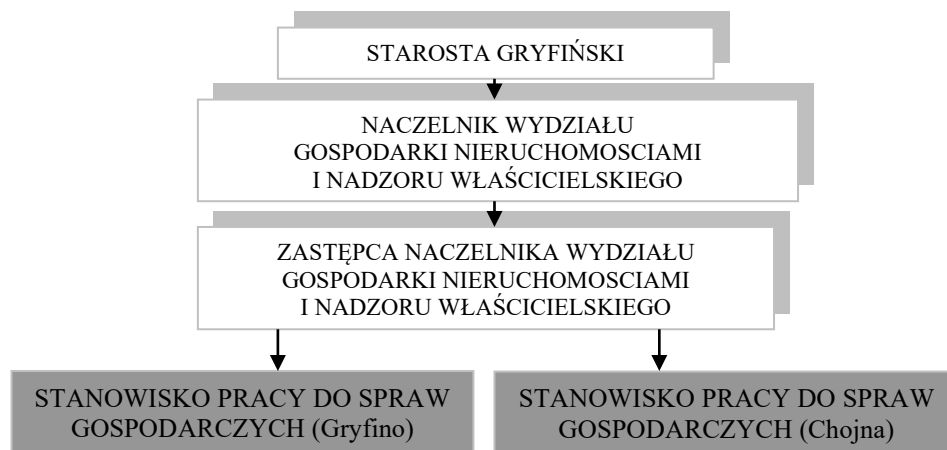 STAROSTA GRYFIŃSKI
NACZELNIK WYDZIAŁU
GOSPODARKI NIERUCHOMOSCIAMI
I NADZORU WŁAŚCICIELSKIEGO
ZASTĘPCA NACZELNIKA WYDZIAŁU
GOSPODARKI NIERUCHOMOSCIAMI
I NADZORU WŁAŚCICIELSKIEGO
STANOWISKO PRACY DO SPRAW
GOSPODARCZYCH (Gryfino)
STANOWISKO PRACY DO SPRAW
GOSPODARCZYCH (Chojna)